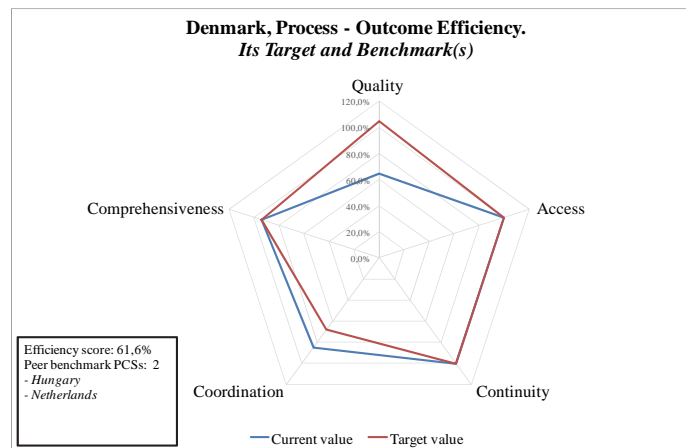 Denmark, Process - Outcome Efficiency.
Its Target and Benchmark(s)
Quality
120,0%
100,0%
80,0%
60,0%
40,0%
20,0%
0,0%
Comprehensiveness
Access
Coordination
Continuity
Efficiency score: 61,6%
Peer benchmark PCSs: 2
- Hungary
- Netherlands
Current value
Target value